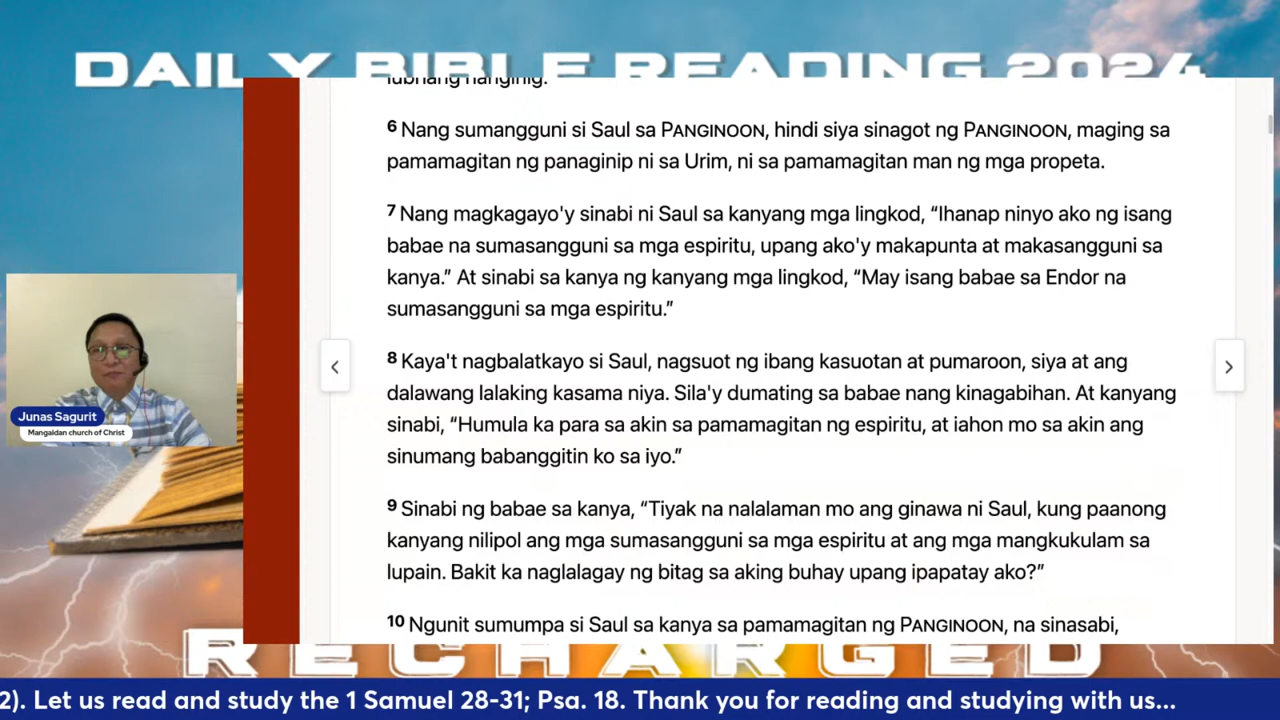 DAILY BIBLE READING 2024
lubhang nanginig.
6 Nang sumangguni si Saul sa PANGINOON, hindi siya sinagot ng PANGINOON, maging sa
pamamagitan ng panaginip ni sa Urim, ni sa pamamagitan man ng mga propeta.
7 Nang magkagayo'y sinabi ni Saul sa kanyang mga lingkod, “Ihanap ninyo ako ng isang
babae na sumasangguni sa mga espiritu, upang ako'y makapunta at makasangguni sa
kanya.” At sinabi sa kanya ng kanyang mga lingkod, “May isang babae sa Endor na
sumasangguni sa mga espiritu.”
8 Kaya't nagbalatkayo si Saul, nagsuot ng ibang kasuotan at pumaroon, siya at ang
dalawang lalaking kasama niya. Sila'y dumating sa babae nang kinagabihan. At kanyang
sinabi, “Humula ka para sa akin sa pamamagitan ng espiritu, at iahon mo sa akin ang
sinumang babanggitin ko sa iyo.”
9 Sinabi ng babae sa kanya, “Tiyak na nalalaman mo ang ginawa ni Saul, kung paanong
kanyang nilipol ang mga sumasangguni sa mga espiritu at ang mga mangkukulam sa
lupain. Bakit ka naglalagay ng bitag sa aking buhay upang ipapatay ako?”
10 Ngunit sumumpa si Saul sa kanya sa pamamagitan ng PANGINOON, na sinasabi,
Junas Sagurit
Mangaldan church of Christ
RECHARGED
2). Let us read and study the 1 Samuel 28-31; Psa. 18. Thank you for reading and studying with us...